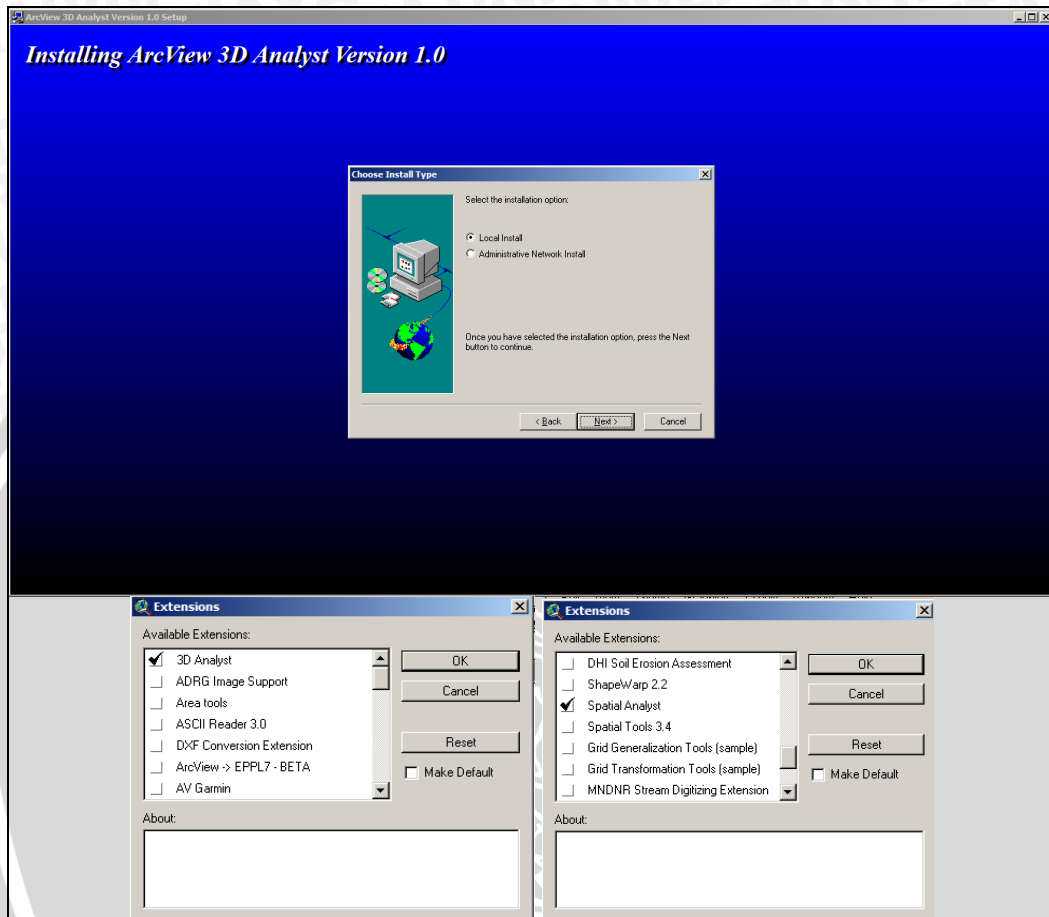 ArcView 3D Analyst Version 1.0 Setup
Installing ArcView 3D Analyst Version 1.0
Choose Install Type
Select the installation option:
Local Install
Administrative Network Install
Once you have selected the installation option, press the Next
button to continue.
< Back
Next >
Cancel
Extensions
Available Extensions:
3D Analyst
ADRG Image Support
Area tools
ASCII Reader 3.0
DXF Conversion Extension
ArcView -> EPPL7 - BETA
AV Garmin
OK
Cancel
Reset
Make Default
About:
Extensions
Available Extensions:
DHI Soil Erosion Assessment
ShapeWarp 2.2
Spatial Analyst
Spatial Tools 3.4
Grid Generalization Tools (sample)
Grid Transformation Tools (sample)
MNDNR Stream Digitizing Extension
OK
Cancel
Reset
Make Default
About: